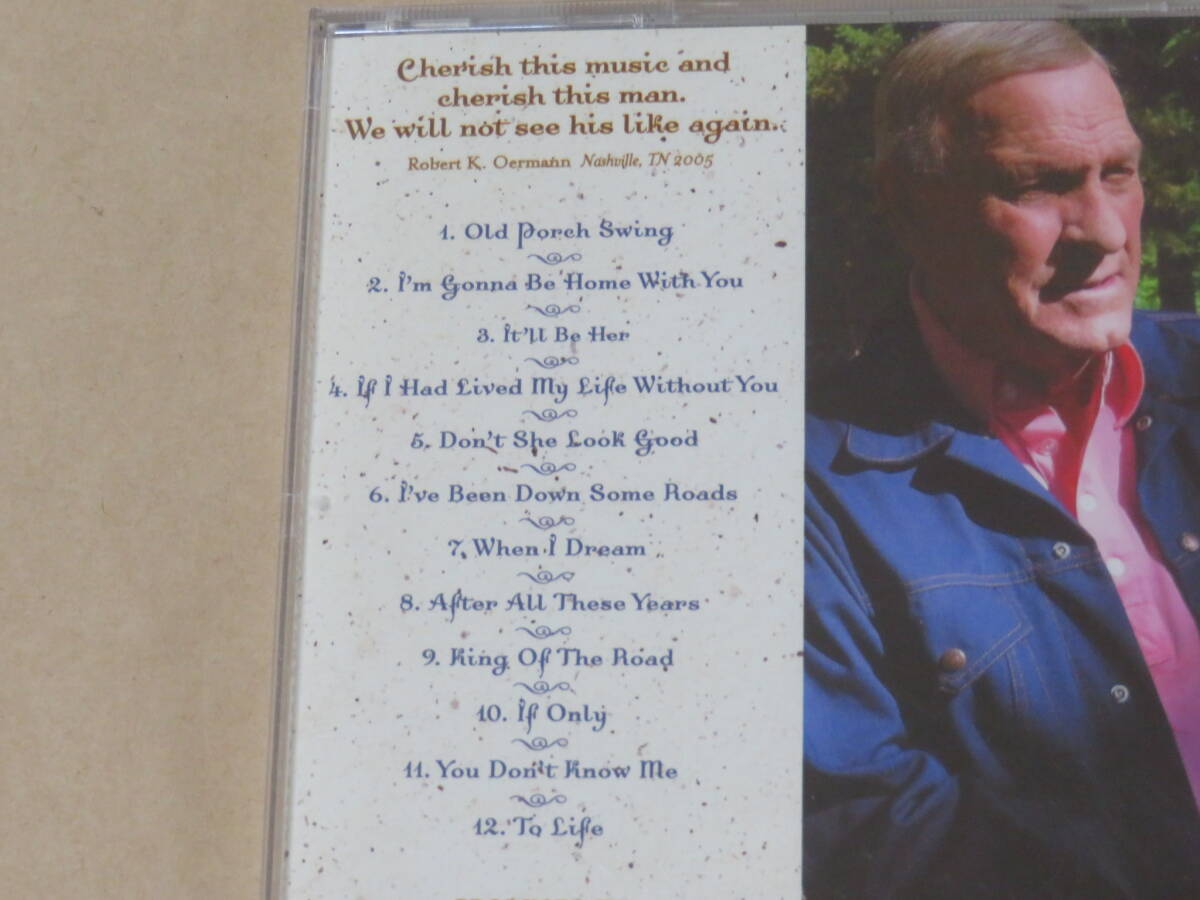 Cherish this music and
cherish this man.
We will not see his like again.
Robert K. Oermann Nashville, TN 2005
1. Old Porch Swing
2. I'm Gonna Be Home With You
3. It'll Be Her
4. If I Had Lived My Life Without You
5. Don't She Look Good
6. I've Been Down Some Roads
7. When I Dream
8. After All These Years
9. King Of The Road
10. If Only
11. You Don't Know Me
12. To Life